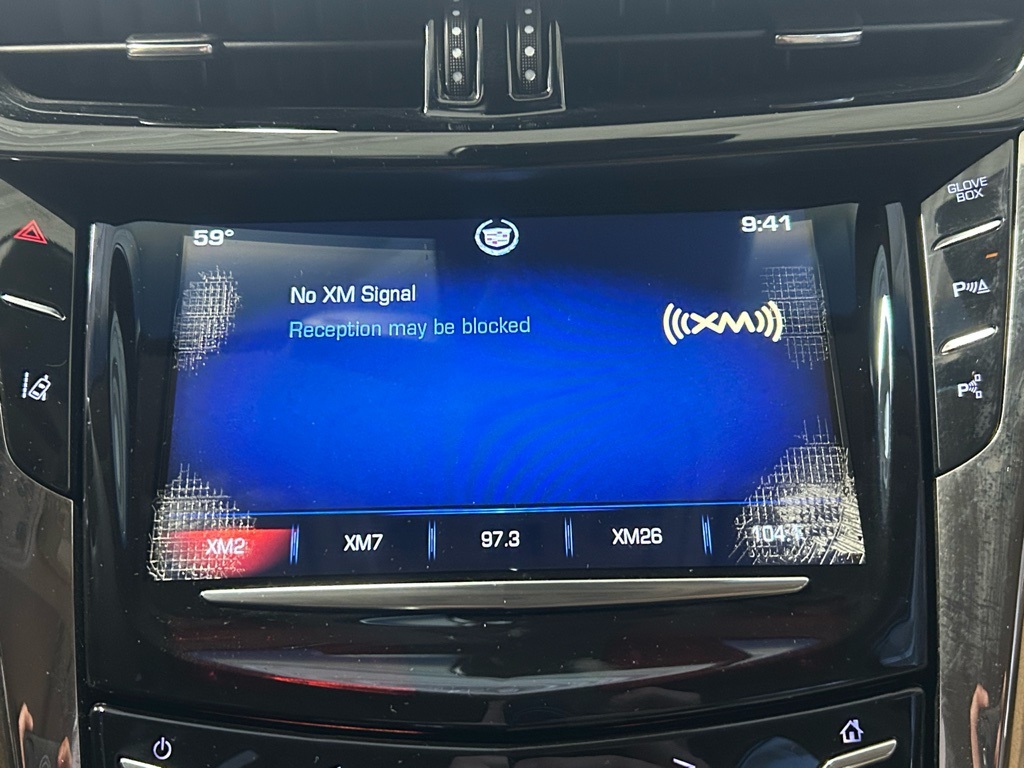 GLOVE
BOX
59°
9:41
No XM Signal
Reception may be blocked
XM
P
P
XM2
XM7
97.3
XM26